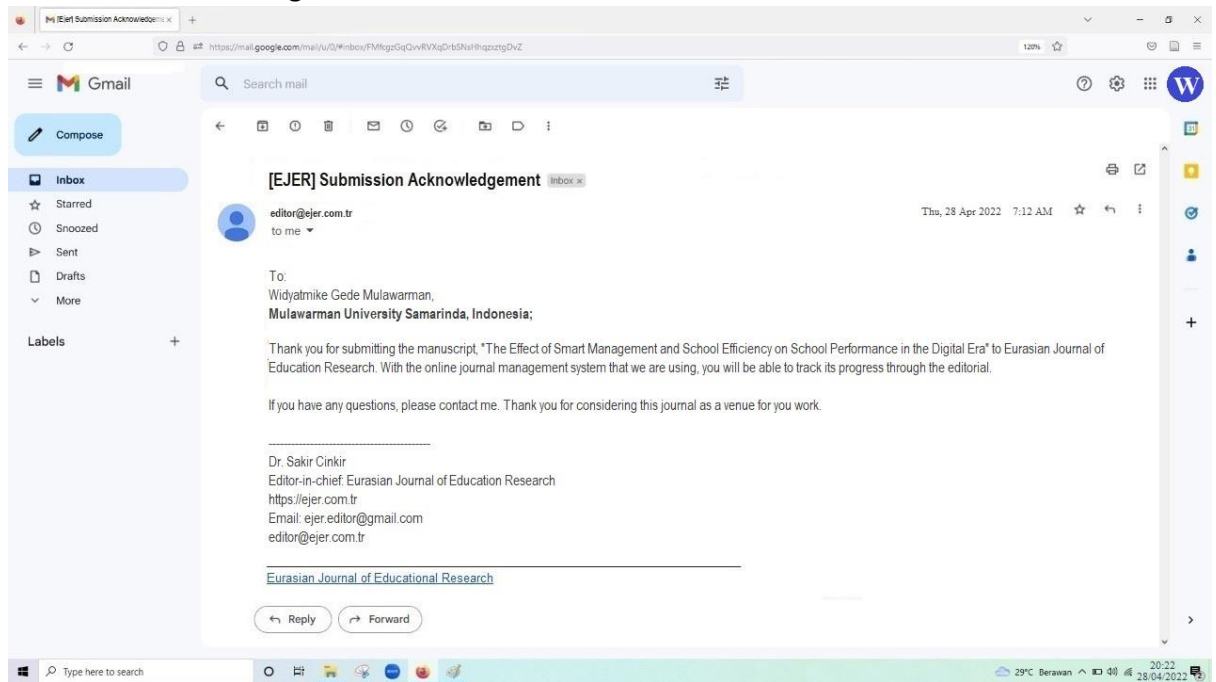 [Ejer] Submission Acknowledgeme × +
https://mail.google.com/mail/u/0/#inbox/FMfcgzGqQvvRVXqDrbSNsHhqzxztgDvZ 120%
Gmail
Search mail
W
Compose
Inbox
Starred
Snoozed
Sent
Drafts
More
Labels +
[EJER] Submission Acknowledgement Inbox ×
editor@ejer.com.tr Thu, 28 Apr 2022 7:12 AM
to me
To:
Widyatmike Gede Mulawarman,
Mulawarman University Samarinda, Indonesia;
Thank you for submitting the manuscript, "The Effect of Smart Management and School Efficiency on School Performance in the Digital Era" to Eurasian Journal of
Education Research. With the online journal management system that we are using, you will be able to track its progress through the editorial.
If you have any questions, please contact me. Thank you for considering this journal as a venue for you work.
-------------------------------------------
Dr. Sakir Cinkir
Editor-in-chief: Eurasian Journal of Education Research
https://ejer.com.tr
Email: ejer.editor@gmail.com
editor@ejer.com.tr
Eurasian Journal of Educational Research
Reply Forward
Type here to search
29°C Berawan
20:22
28/04/2022